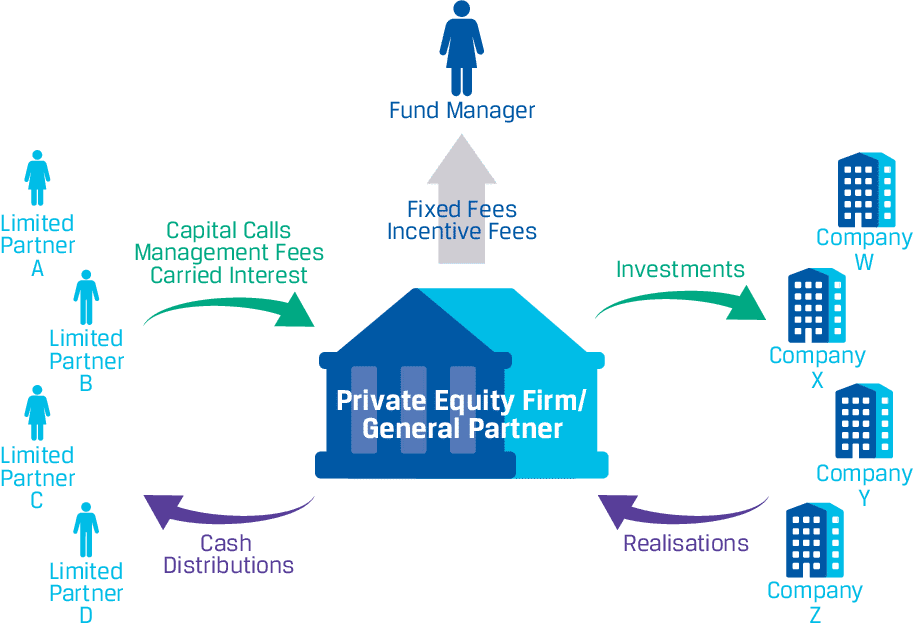 Fund Manager
Fixed Fees
Incentive Fees
Limited
Partner
A
Limited
Partner
B
Limited
Partner
C
Limited
Partner
D
Capital Calls
Management Fees
Carried Interest
Private Equity Firm/
General Partner
Cash
Distributions
Investments
Realisations
Company
W
Company
X
Company
Y
Company
Z